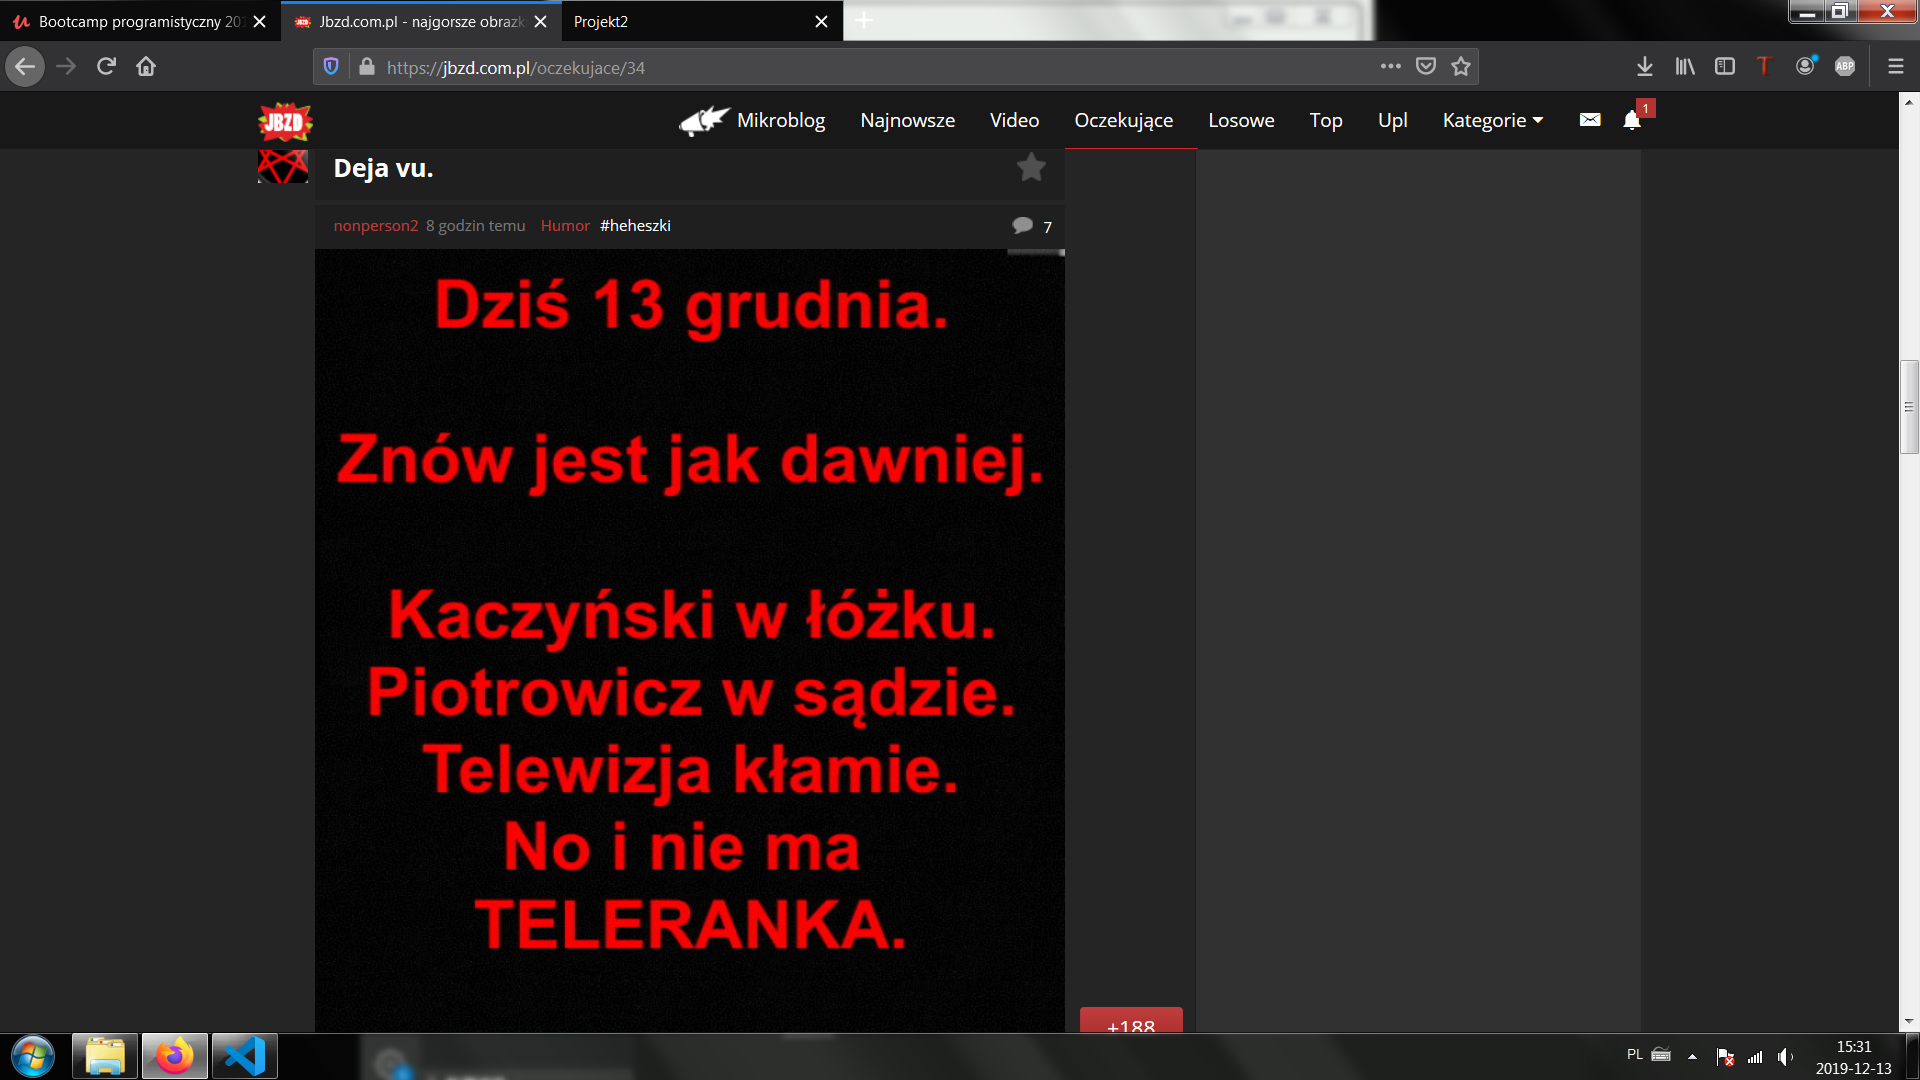 Bootcamp programistyczny 201
Jbzd.com.pl - najgorsze obrazk
Projekt2
https://jbzd.com.pl/oczekujace/34
T
ABP
JBZD
Mikroblog
Najnowsze
Video
Oczekujące
Losowe
Top
Upl
Kategorie
1
Deja vu.
nonperson2 8 godzin temu Humor #heheszki
7
Dziś 13 grudnia.
Znów jest jak dawniej.
Kaczyński w łóżku.
Piotrowicz w sądzie.
Telewizja kłamie.
No i nie ma
TELERANKA.
+188
PL
15:31
2019-12-13